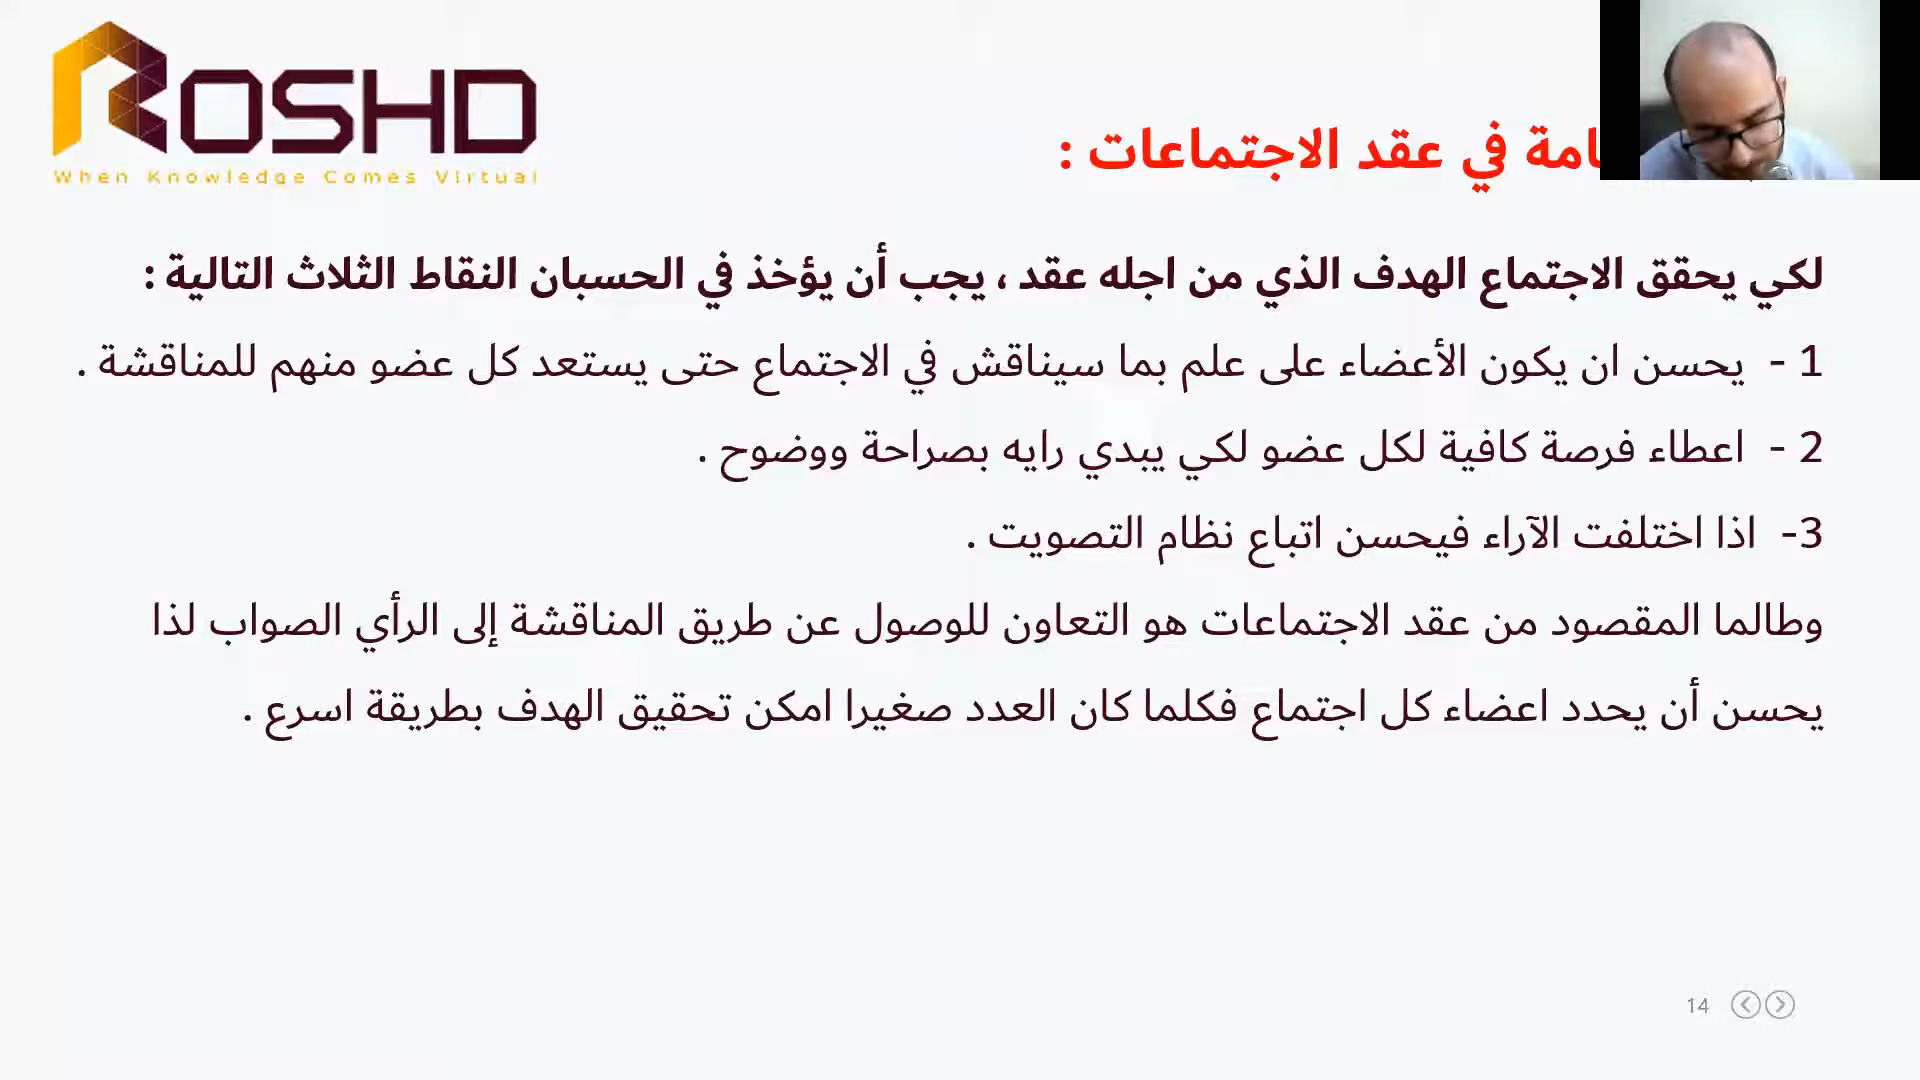 ROSHD
When Knowledge Comes Virtual
في عقد الاجتماعات :
لكي يحقق الاجتماع الهدف الذي من اجله عقد ، يجب أن يؤخذ في الحسبان النقاط الثلاث التالية :
1 - يحسن ان يكون الأعضاء على علم بما سيناقش في الاجتماع حتى يستعد كل عضو منهم للمناقشة .
2 - اعطاء فرصة كافية لكل عضو لكي يبدي رايه بصراحة ووضوح .
3- اذا اختلفت الآراء فيحسن اتباع نظام التصويت .
وطالما المقصود من عقد الاجتماعات هو التعاون للوصول عن طريق المناقشة إلى الرأي الصواب لذا
يحسن أن يحدد اعضاء كل اجتماع فكلما كان العدد صغيرا امكن تحقيق الهدف بطريقة اسرع .
14